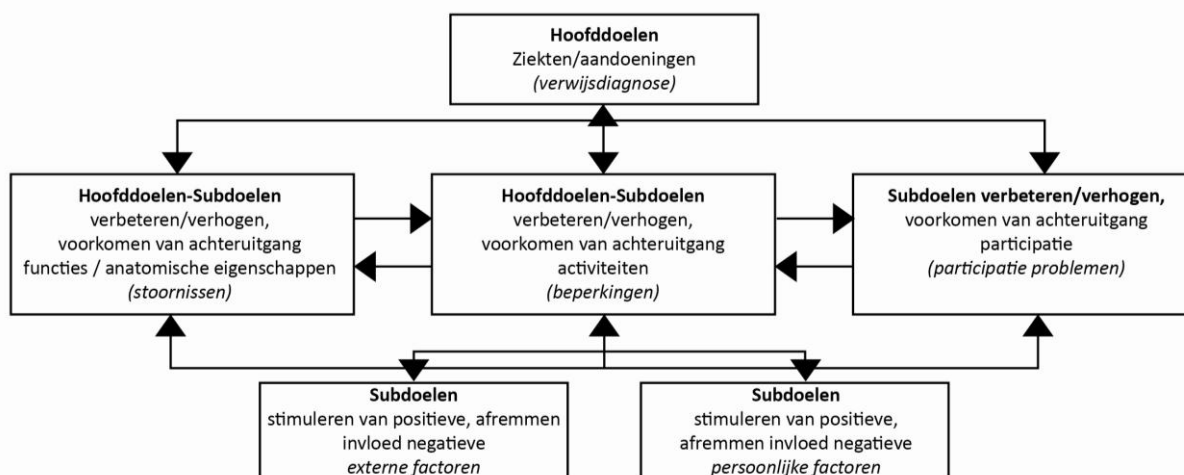 Hoofddoelen
Ziekten/aandoeningen
(verwijsdiagnose)
Hoofddoelen-Subdoelen
verbeteren/verhogen,
voorkomen van achteruitgang
functies / anatomische eigenschappen
(stoornissen)
Hoofddoelen-Subdoelen
verbeteren/verhogen,
voorkomen van achteruitgang
activiteiten
(beperkingen)
Subdoelen verbeteren/verhogen,
voorkomen van achteruitgang
participatie
(participatie problemen)
Subdoelen
stimuleren van positieve, afremmen
invloed negatieve
externe factoren
Subdoelen
stimuleren van positieve,
afremmen invloed negatieve
persoonlijke factoren